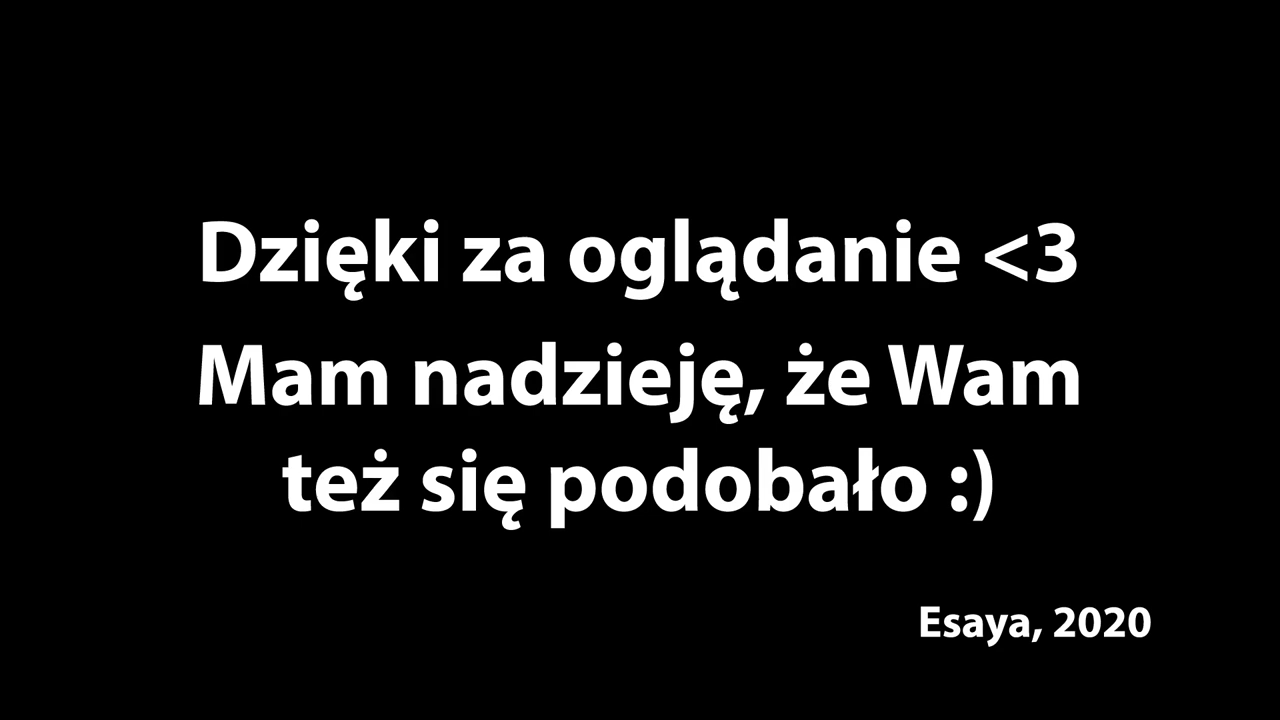 Dzięki za oglądanie <3
Mam nadzieję, że Wam
też się podobało :)
Esaya, 2020